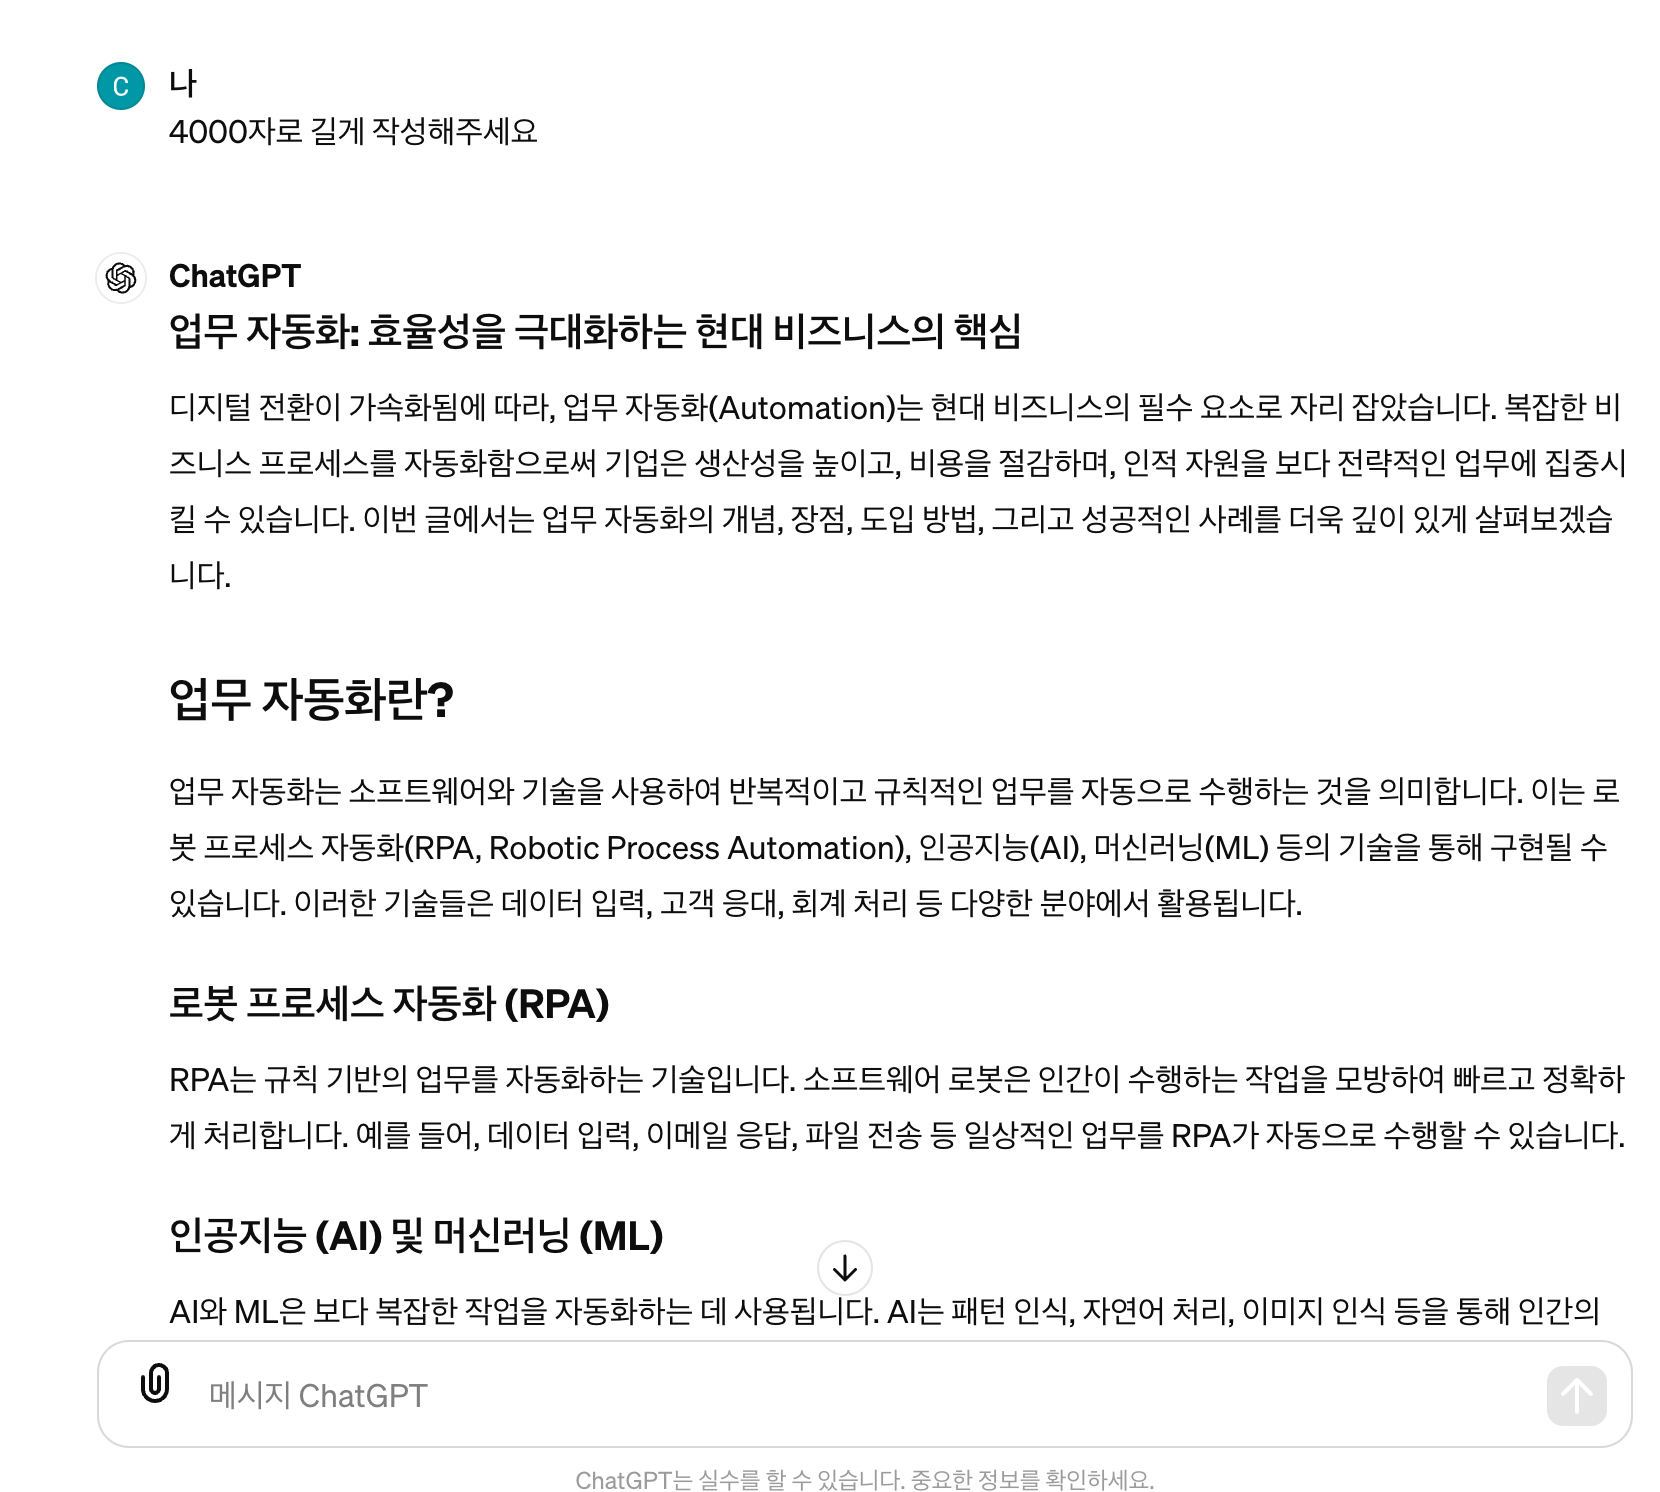 C
나
4000자로 길게 작성해주세요
ChatGPT
업무 자동화: 효율성을 극대화하는 현대 비즈니스의 핵심
디지털 전환이 가속화됨에 따라, 업무 자동화(Automation)는 현대 비즈니스의 필수 요소로 자리 잡았습니다. 복잡한 비
즈니스 프로세스를 자동화함으로써 기업은 생산성을 높이고, 비용을 절감하며, 인적 자원을 보다 전략적인 업무에 집중시
킬 수 있습니다. 이번 글에서는 업무 자동화의 개념, 장점, 도입 방법, 그리고 성공적인 사례를 더욱 깊이 있게 살펴보겠습
니다.
업무 자동화란?
업무 자동화는 소프트웨어와 기술을 사용하여 반복적이고 규칙적인 업무를 자동으로 수행하는 것을 의미합니다. 이는 로
봇 프로세스 자동화(RPA, Robotic Process Automation), 인공지능(AI), 머신러닝(ML) 등의 기술을 통해 구현될 수
있습니다. 이러한 기술들은 데이터 입력, 고객 응대, 회계 처리 등 다양한 분야에서 활용됩니다.
로봇 프로세스 자동화 (RPA)
RPA는 규칙 기반의 업무를 자동화하는 기술입니다. 소프트웨어 로봇은 인간이 수행하는 작업을 모방하여 빠르고 정확하
게 처리합니다. 예를 들어, 데이터 입력, 이메일 응답, 파일 전송 등 일상적인 업무를 RPA가 자동으로 수행할 수 있습니다.
인공지능 (AI) 및 머신러닝 (ML)
AI와 ML은 보다 복잡한 작업을 자동화하는 데 사용됩니다. AI는 패턴 인식, 자연어 처리, 이미지 인식 등을 통해 인간의
메시지 ChatGPT
ChatGPT는 실수를 할 수 있습니다. 중요한 정보를 확인하세요.